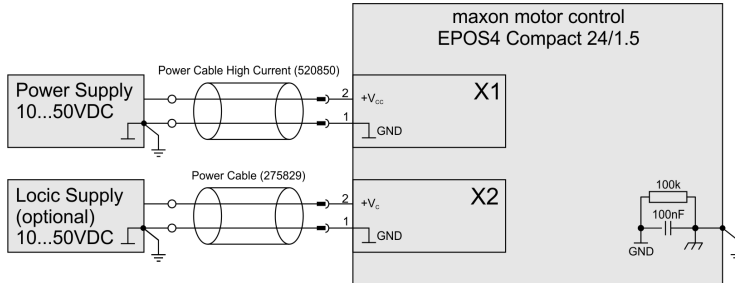 maxon motor control
EPOS4 Compact 24/1.5
Power Cable High Current (520850)
Power Supply
10...50VDC
2
+Vcc
X1
1
GND
Power Cable (275829)
Locic Supply
(optional)
10...50VDC
2
+Vc
X2
1
GND
100k
100nF
GND